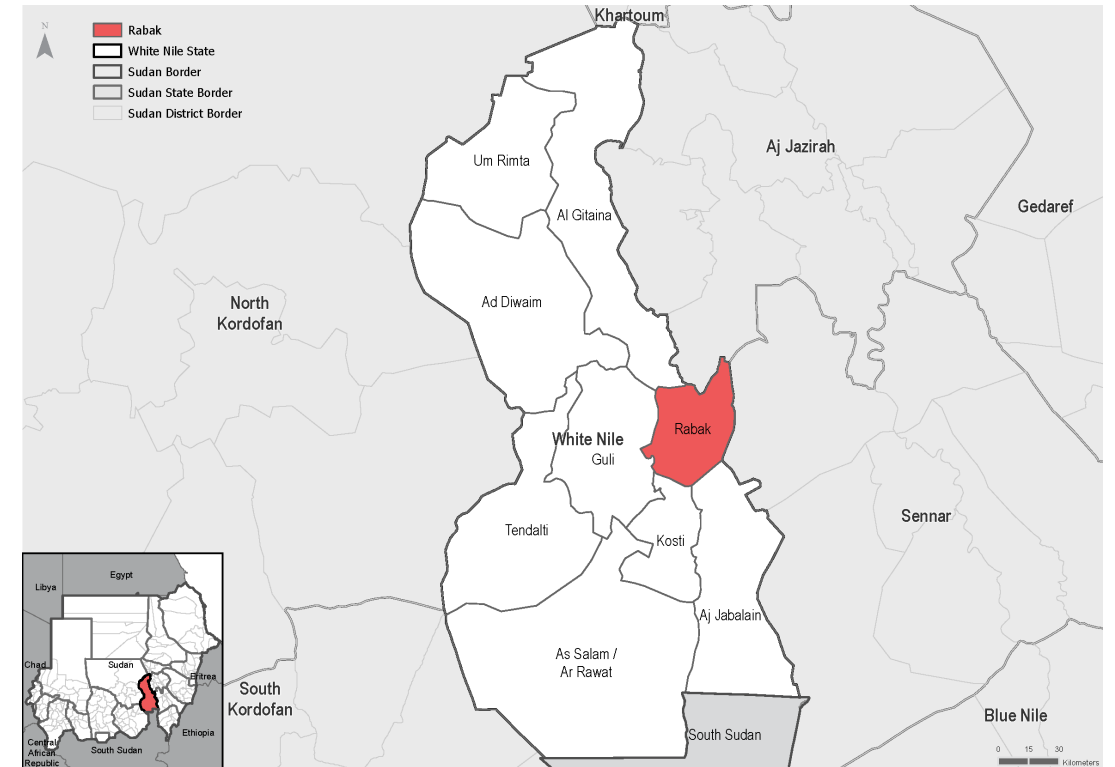 N
Rabak
White Nile State
Sudan Border
Sudan State Border
Sudan District Border
Khartoum
Um Rimta
Aj Jazirah
Al Gitaina
Gedaref
Ad Diwaim
North
Kordofan
Rabak
White Nile
Guli
Tendalti
Kosti
Sennar
Aj Jabalain
As Salam /
Ar Rawat
South
Kordofan
South Sudan
Blue Nile
0 15 30
Kilometers
Egypt
Libya
Chad
Sudan
Eritrea
Ethiopia
Central
African
Republic
South Sudan